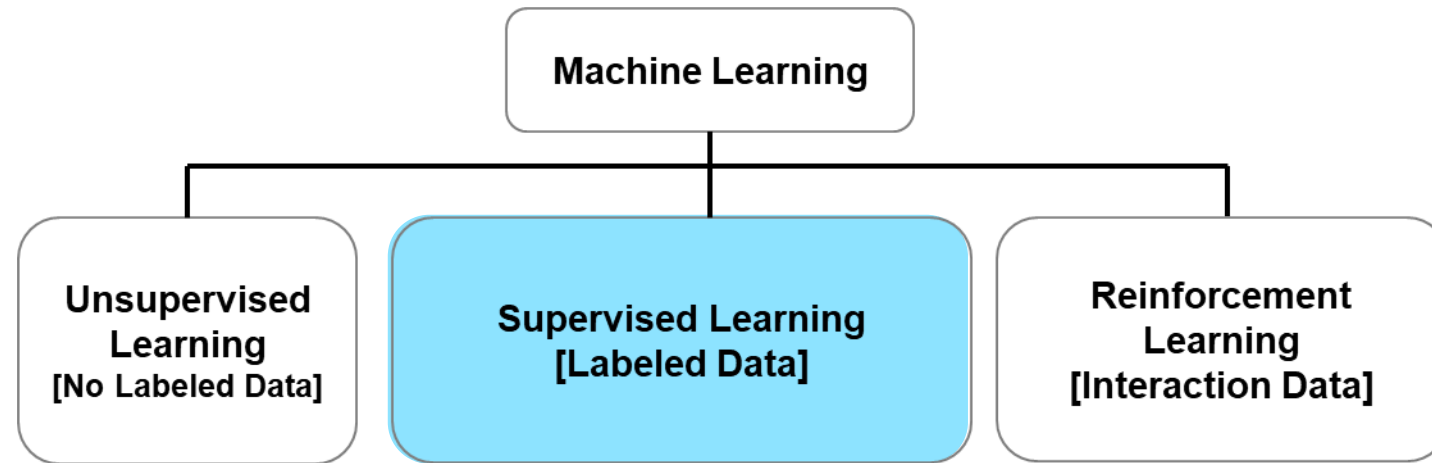 Machine Learning
Unsupervised
Learning
[No Labeled Data]
Supervised Learning
[Labeled Data]
Reinforcement
Learning
[Interaction Data]